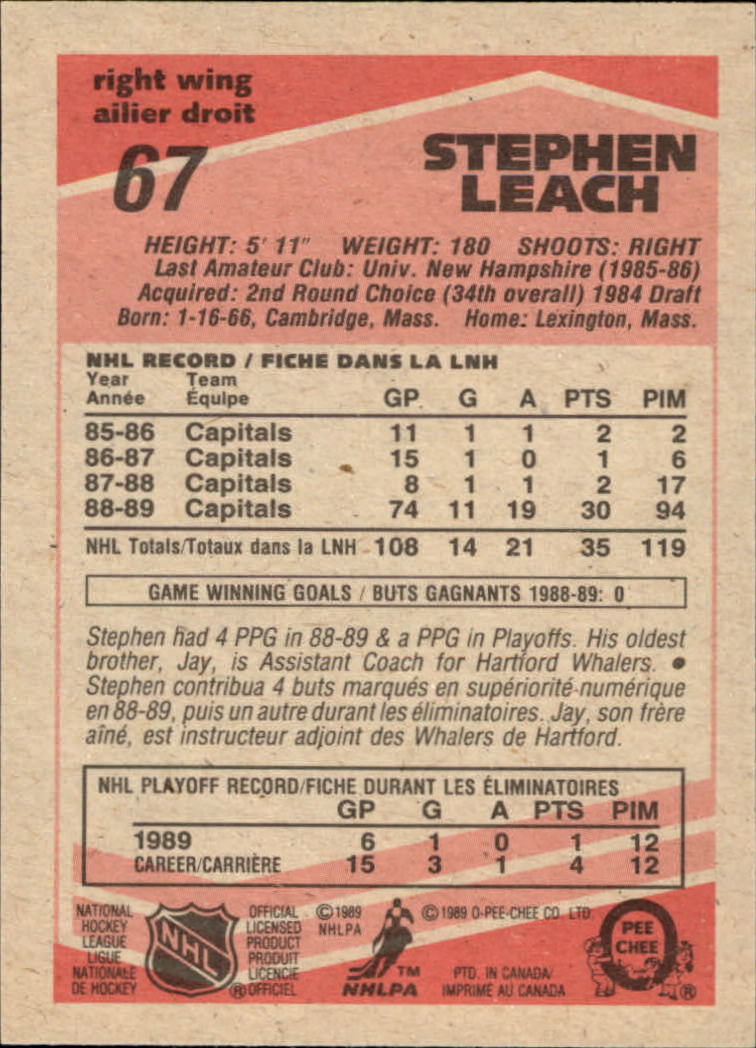 right wing
ailier droit
67
STEPHEN
LEACH
HEIGHT: 5' 11" WEIGHT: 180 SHOOTS: RIGHT
Last Amateur Club: Univ. New Hampshire (1985-86)
Acquired: 2nd Round Choice (34th overall) 1984 Draft
Born: 1-16-66, Cambridge, Mass. Home: Lexington, Mass.
NHL RECORD / FICHE DANS LA LNH
Year Team
Année Équipe GP G A PTS PIM
85-86 Capitals 11 1 1 2 2
86-87 Capitals 15 1 0 1 6
87-88 Capitals 8 1 1 2 17
88-89 Capitals 74 11 19 30 94
NHL Totals/Totaux dans la LNH 108 14 21 35 119
GAME WINNING GOALS / BUTS GAGNANTS 1988-89: 0
Stephen had 4 PPG in 88-89 & a PPG in Playoffs. His oldest
brother, Jay, is Assistant Coach for Hartford Whalers. •
Stephen contribua 4 buts marqués en supériorité numérique
en 88-89, puis un autre durant les éliminatoires. Jay, son frère
aîné, est instructeur adjoint des Whalers de Hartford.
NHL PLAYOFF RECORD/FICHE DURANT LES ÉLIMINATOIRES
GP G A PTS PIM
1989 6 1 0 1 12
CAREER/CARRIÈRE 15 3 1 4 12
NATIONAL
HOCKEY
LEAGUE
LIGUE
NATIONALE
DE HOCKEY
NHL
OFFICIAL
LICENSED
PRODUCT
PRODUIT
LICENCIE
® OFFICIEL
©1989
NHLPA
TM
NHLPA
©1989 O-PEE-CHEE CO. LTD.
PTD. IN CANADA/
IMPRIMÉ AU CANADA
O
PEE
CHEE
®